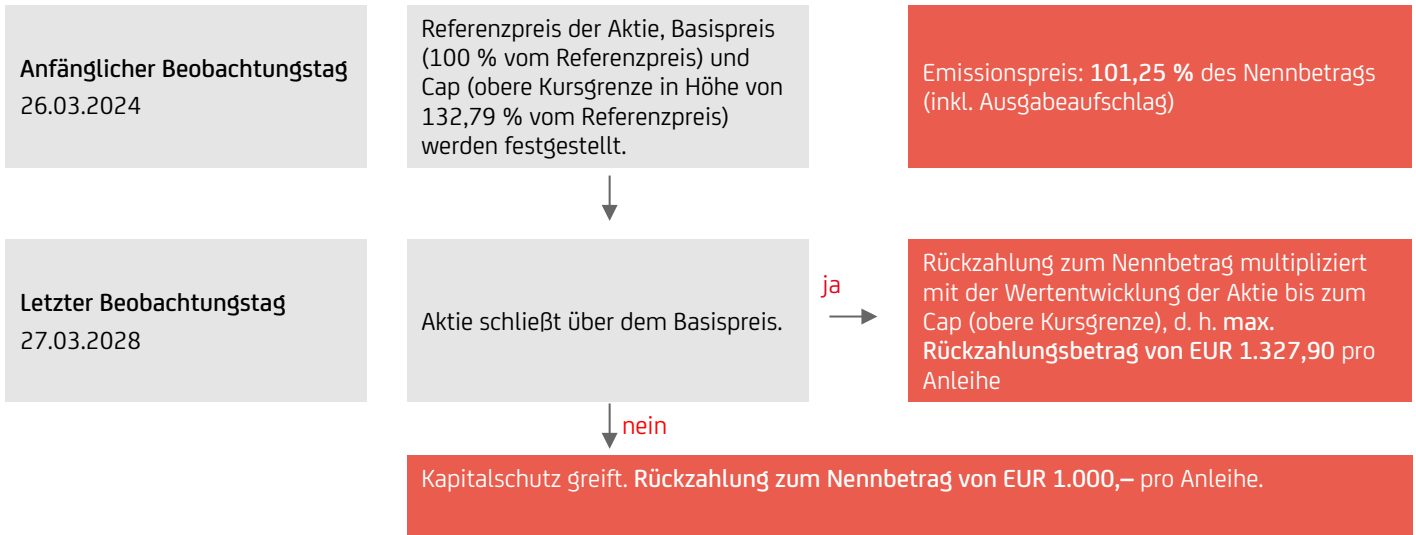 Anfänglicher Beobachtungstag
26.03.2024
Referenzpreis der Aktie, Basispreis
(100 % vom Referenzpreis) und
Cap (obere Kursgrenze in Höhe von
132,79 % vom Referenzpreis)
werden festgestellt.
Emissionspreis: 101,25 % des Nennbetrags
(inkl. Ausgabeaufschlag)
Letzter Beobachtungstag
27.03.2028
Aktie schließt über dem Basispreis.
ja
Rückzahlung zum Nennbetrag multipliziert
mit der Wertentwicklung der Aktie bis zum
Cap (obere Kursgrenze), d. h. max.
Rückzahlungsbetrag von EUR 1.327,90 pro
Anleihe
nein
Kapitalschutz greift. Rückzahlung zum Nennbetrag von EUR 1.000,– pro Anleihe.